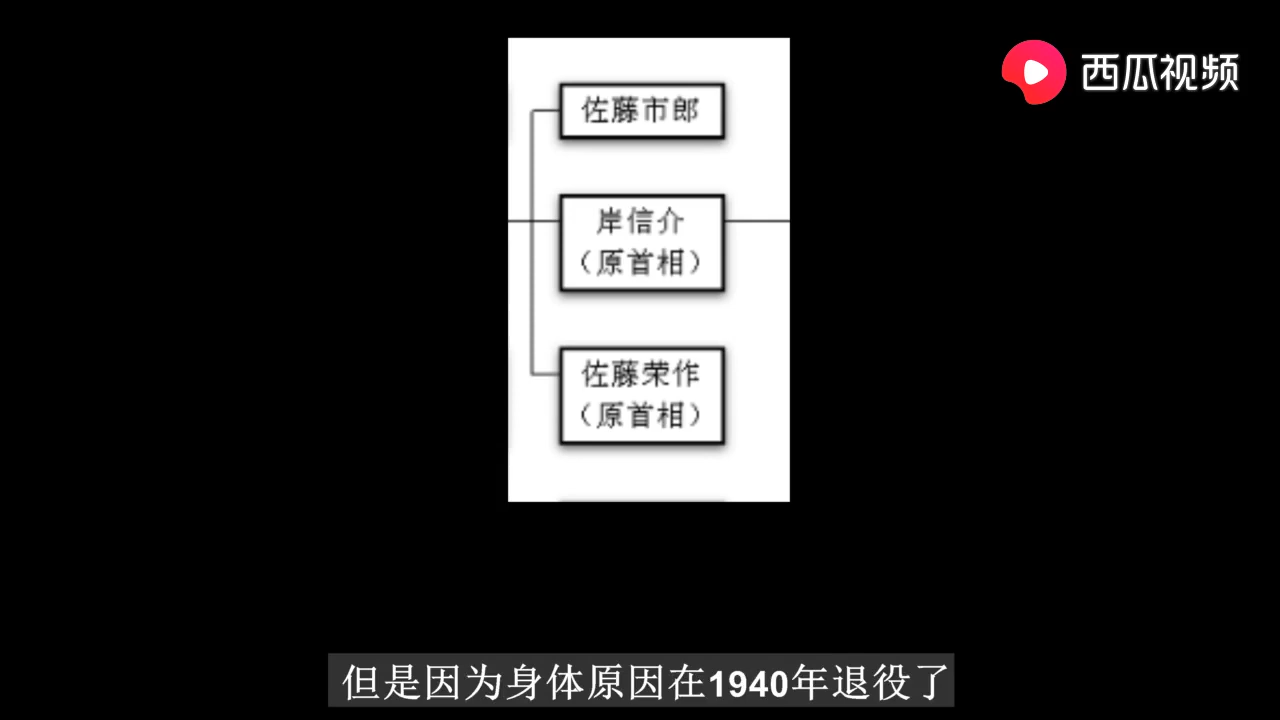 西瓜视频
佐藤市郎
岸信介
（原首相）
佐藤荣作
（原首相）
但是因为身体原因在1940年退役了